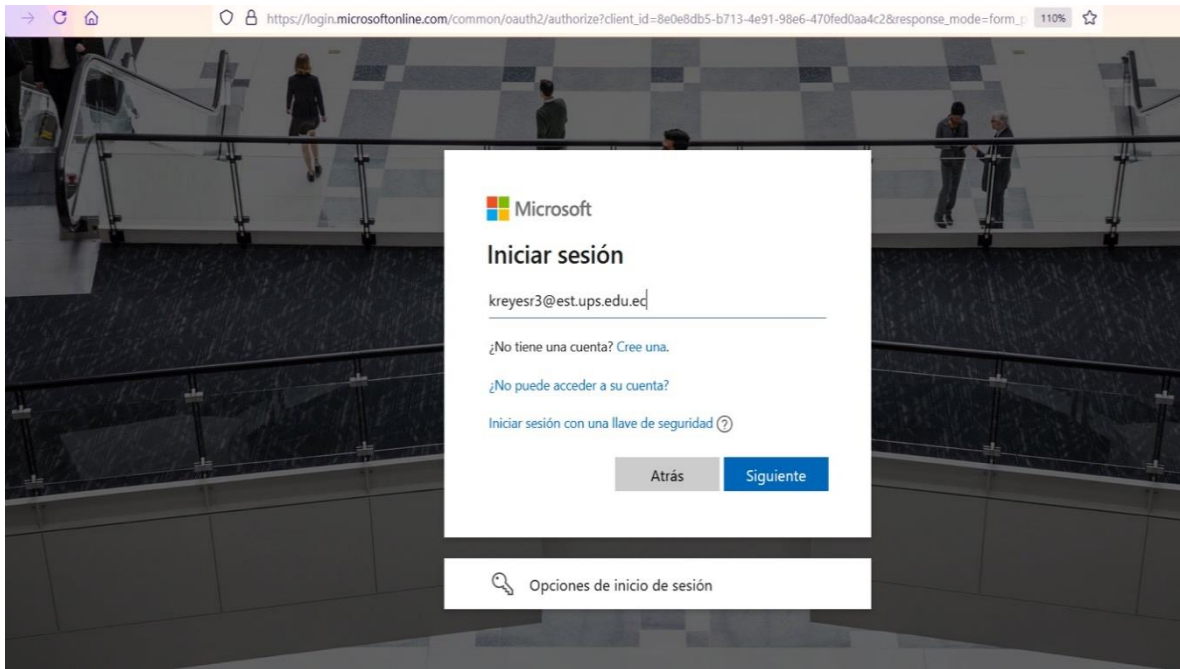 https://login.microsoftonline.com/common/oauth2/authorize?client_id=8e0e8db5-b713-4e91-98e6-470fed0aa4c2&response_mode=form_p 110%
Microsoft
Iniciar sesión
kreyesr3@est.ups.edu.ec
¿No tiene una cuenta? Cree una.
¿No puede acceder a su cuenta?
Iniciar sesión con una llave de seguridad ?
Atrás Siguiente
Opciones de inicio de sesión